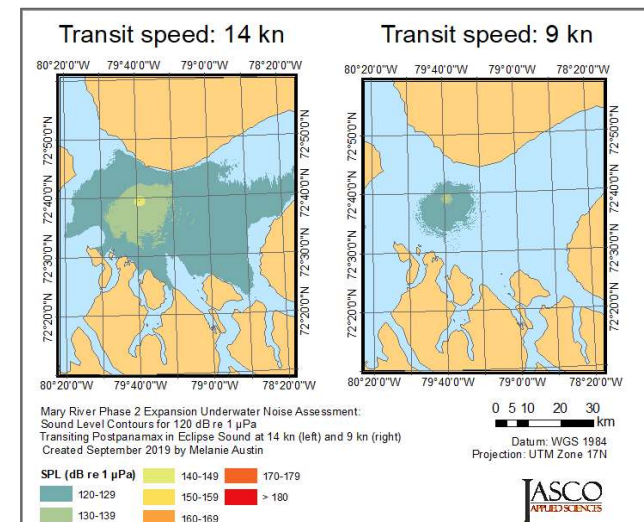 Transit speed: 14 kn
Transit speed: 9 kn
80°20'0"W 79°40'0"W 79°0'0"W 78°20'0"W
80°20'0"W 79°40'0"W 79°0'0"W 78°20'0"W
72°50'0"N
72°40'0"N
72°30'0"N
72°20'0"N
72°50'0"N
72°40'0"N
72°30'0"N
72°20'0"N
72°50'0"N
72°40'0"N
72°30'0"N
72°20'0"N
72°50'0"N
72°40'0"N
72°30'0"N
72°20'0"N
80°20'0"W 79°40'0"W 79°0'0"W 78°20'0"W
80°20'0"W 79°40'0"W 79°0'0"W 78°20'0"W
Mary River Phase 2 Expansion Underwater Noise Assessment:
Sound Level Contours for 120 dB re 1 µPa
Transiting Postpanamax in Eclipse Sound at 14 kn (left) and 9 kn (right)
Created September 2019 by Melanie Austin
0 5 10 20 30
km
Datum: WGS 1984
Projection: UTM Zone 17N
SPL (dB re 1 µPa)
120-129
130-139
140-149
150-159
160-169
170-179
> 180
JASCO
APPLIED SCIENCES